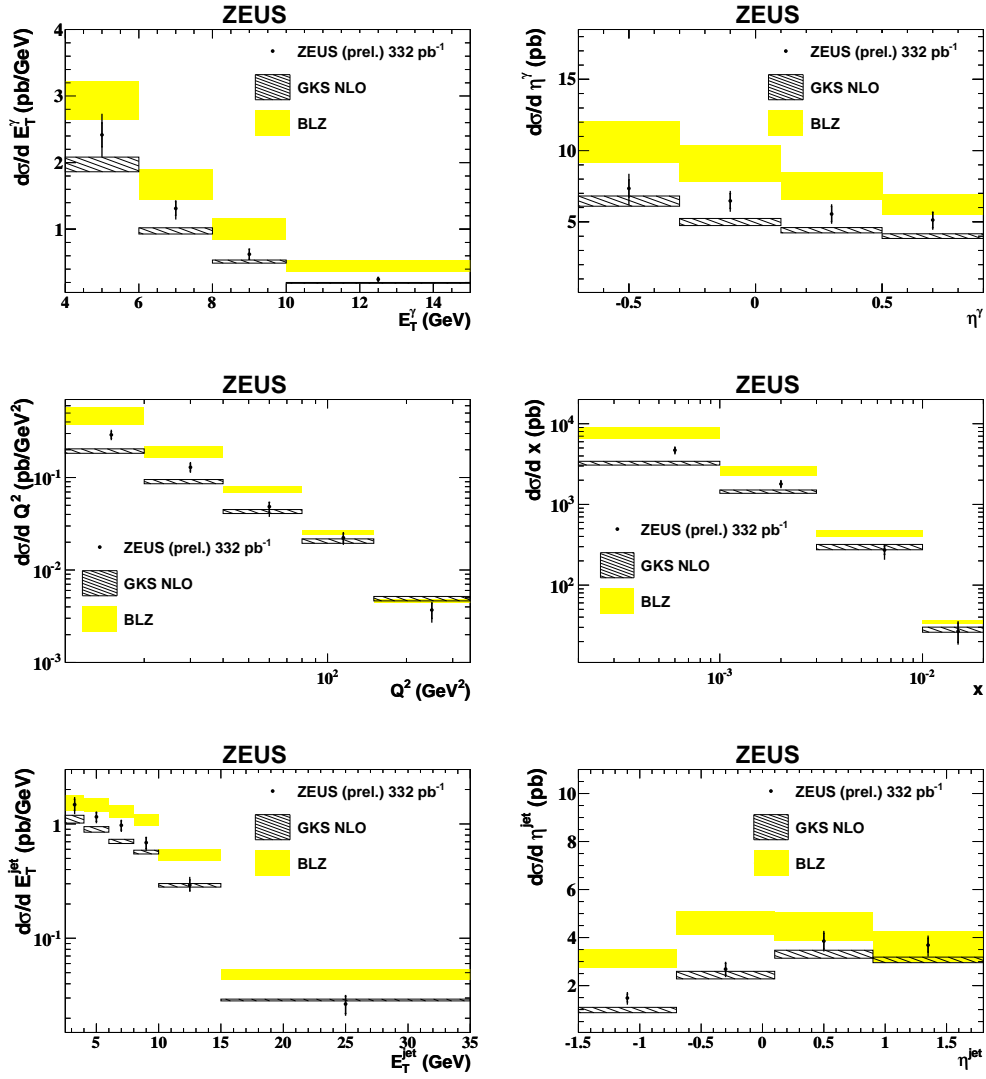 ZEUS
dσ/d E_T^γ (pb/GeV)
4
3
2
1
ZEUS (prel.) 332 pb⁻¹
GKS NLO
BLZ
4 6 8 10 12 14
E_T^γ (GeV)
ZEUS
dσ/d η^γ (pb)
15
10
5
ZEUS (prel.) 332 pb⁻¹
GKS NLO
BLZ
-0.5 0 0.5
η^γ
ZEUS
dσ/d Q² (pb/GeV²)
10⁻¹
10⁻²
10⁻³
ZEUS (prel.) 332 pb⁻¹
GKS NLO
BLZ
10²
Q² (GeV²)
ZEUS
dσ/d x (pb)
10⁴
10³
10²
ZEUS (prel.) 332 pb⁻¹
GKS NLO
BLZ
10⁻³ 10⁻²
x
ZEUS
dσ/d E_T^jet (pb/GeV)
1
10⁻¹
ZEUS (prel.) 332 pb⁻¹
GKS NLO
BLZ
5 10 15 20 25 30 35
E_T^jet (GeV)
ZEUS
dσ/d η^jet (pb)
10
8
6
4
2
ZEUS (prel.) 332 pb⁻¹
GKS NLO
BLZ
-1.5 -1 -0.5 0 0.5 1 1.5
η^jet